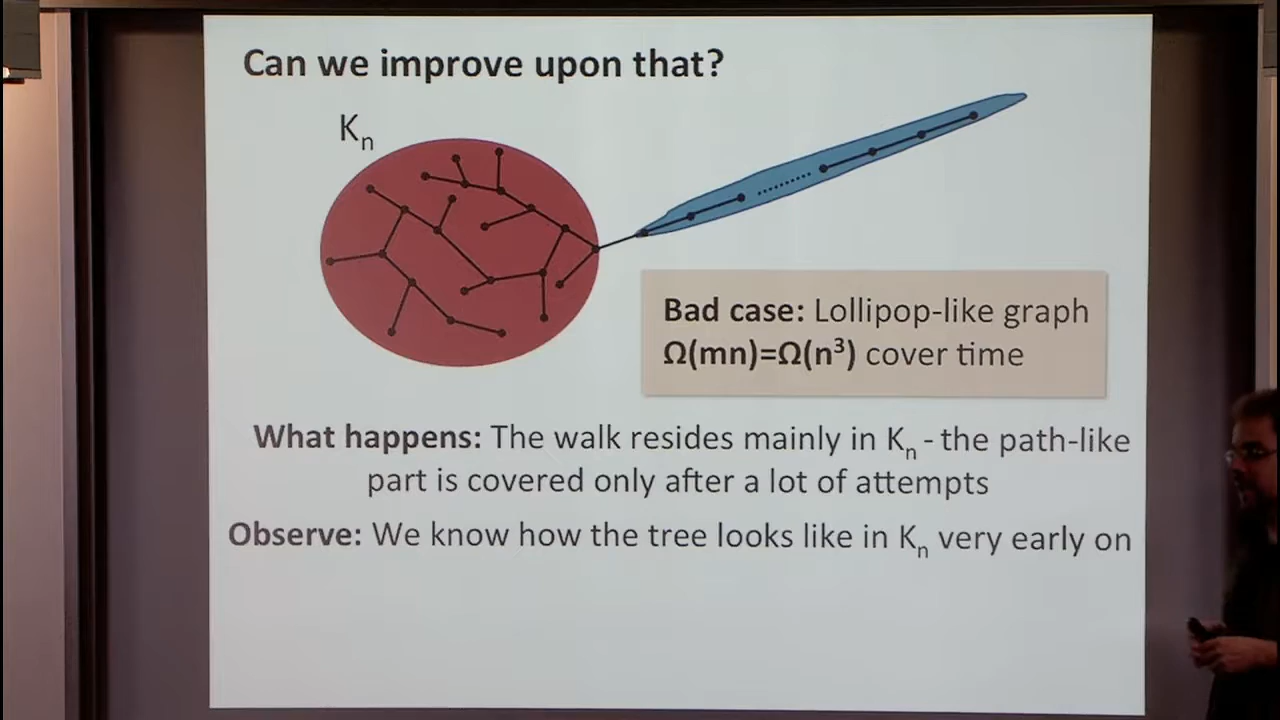 Can we improve upon that?
Kn
Bad case: Lollipop-like graph
Ω(mn)=Ω(n³) cover time
What happens: The walk resides mainly in Kn - the path-like
part is covered only after a lot of attempts
Observe: We know how the tree looks like in Kn very early on